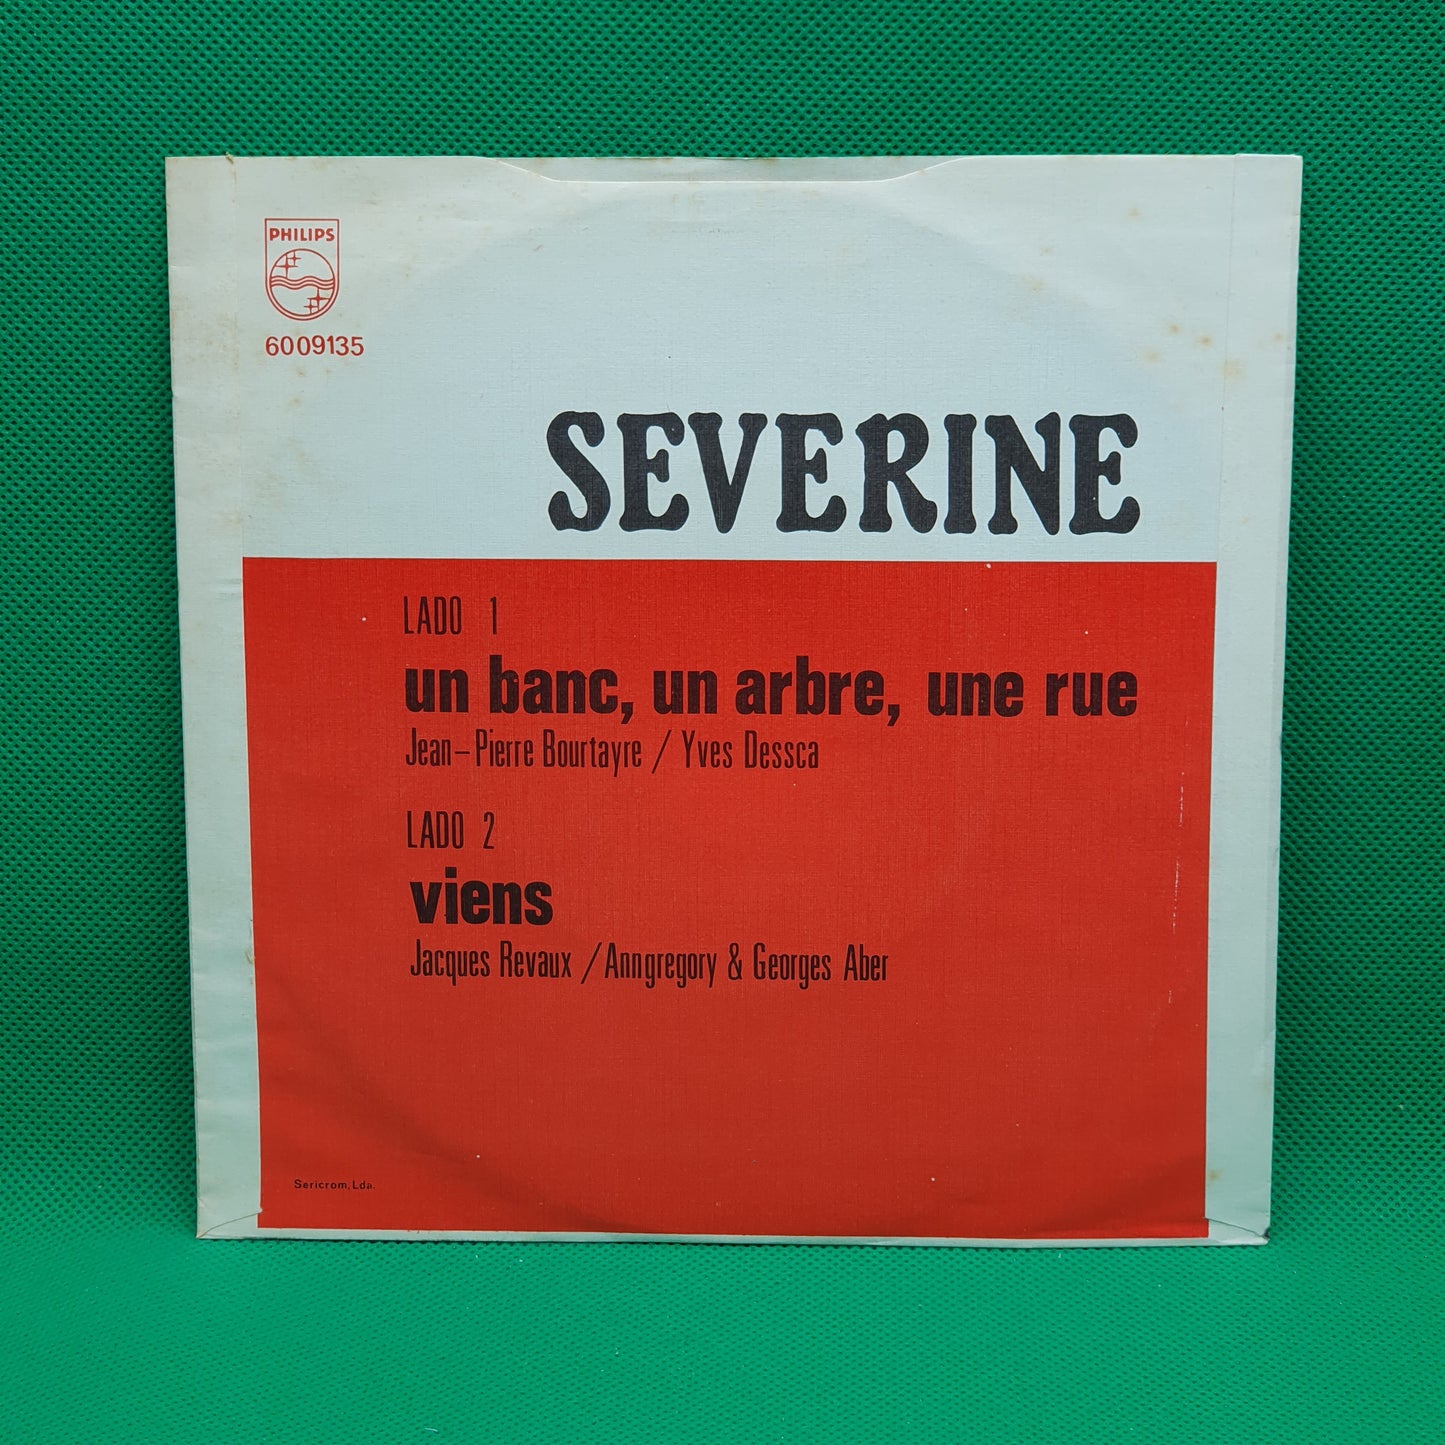 PHILIPS
6009135
SEVERINE
LADO 1
un banc, un arbre, une rue
Jean-Pierre Bourtayre / Yves Dessca
LADO 2
viens
Jacques Revaux / Anngregory & Georges Aber
Sericrom, Lda.